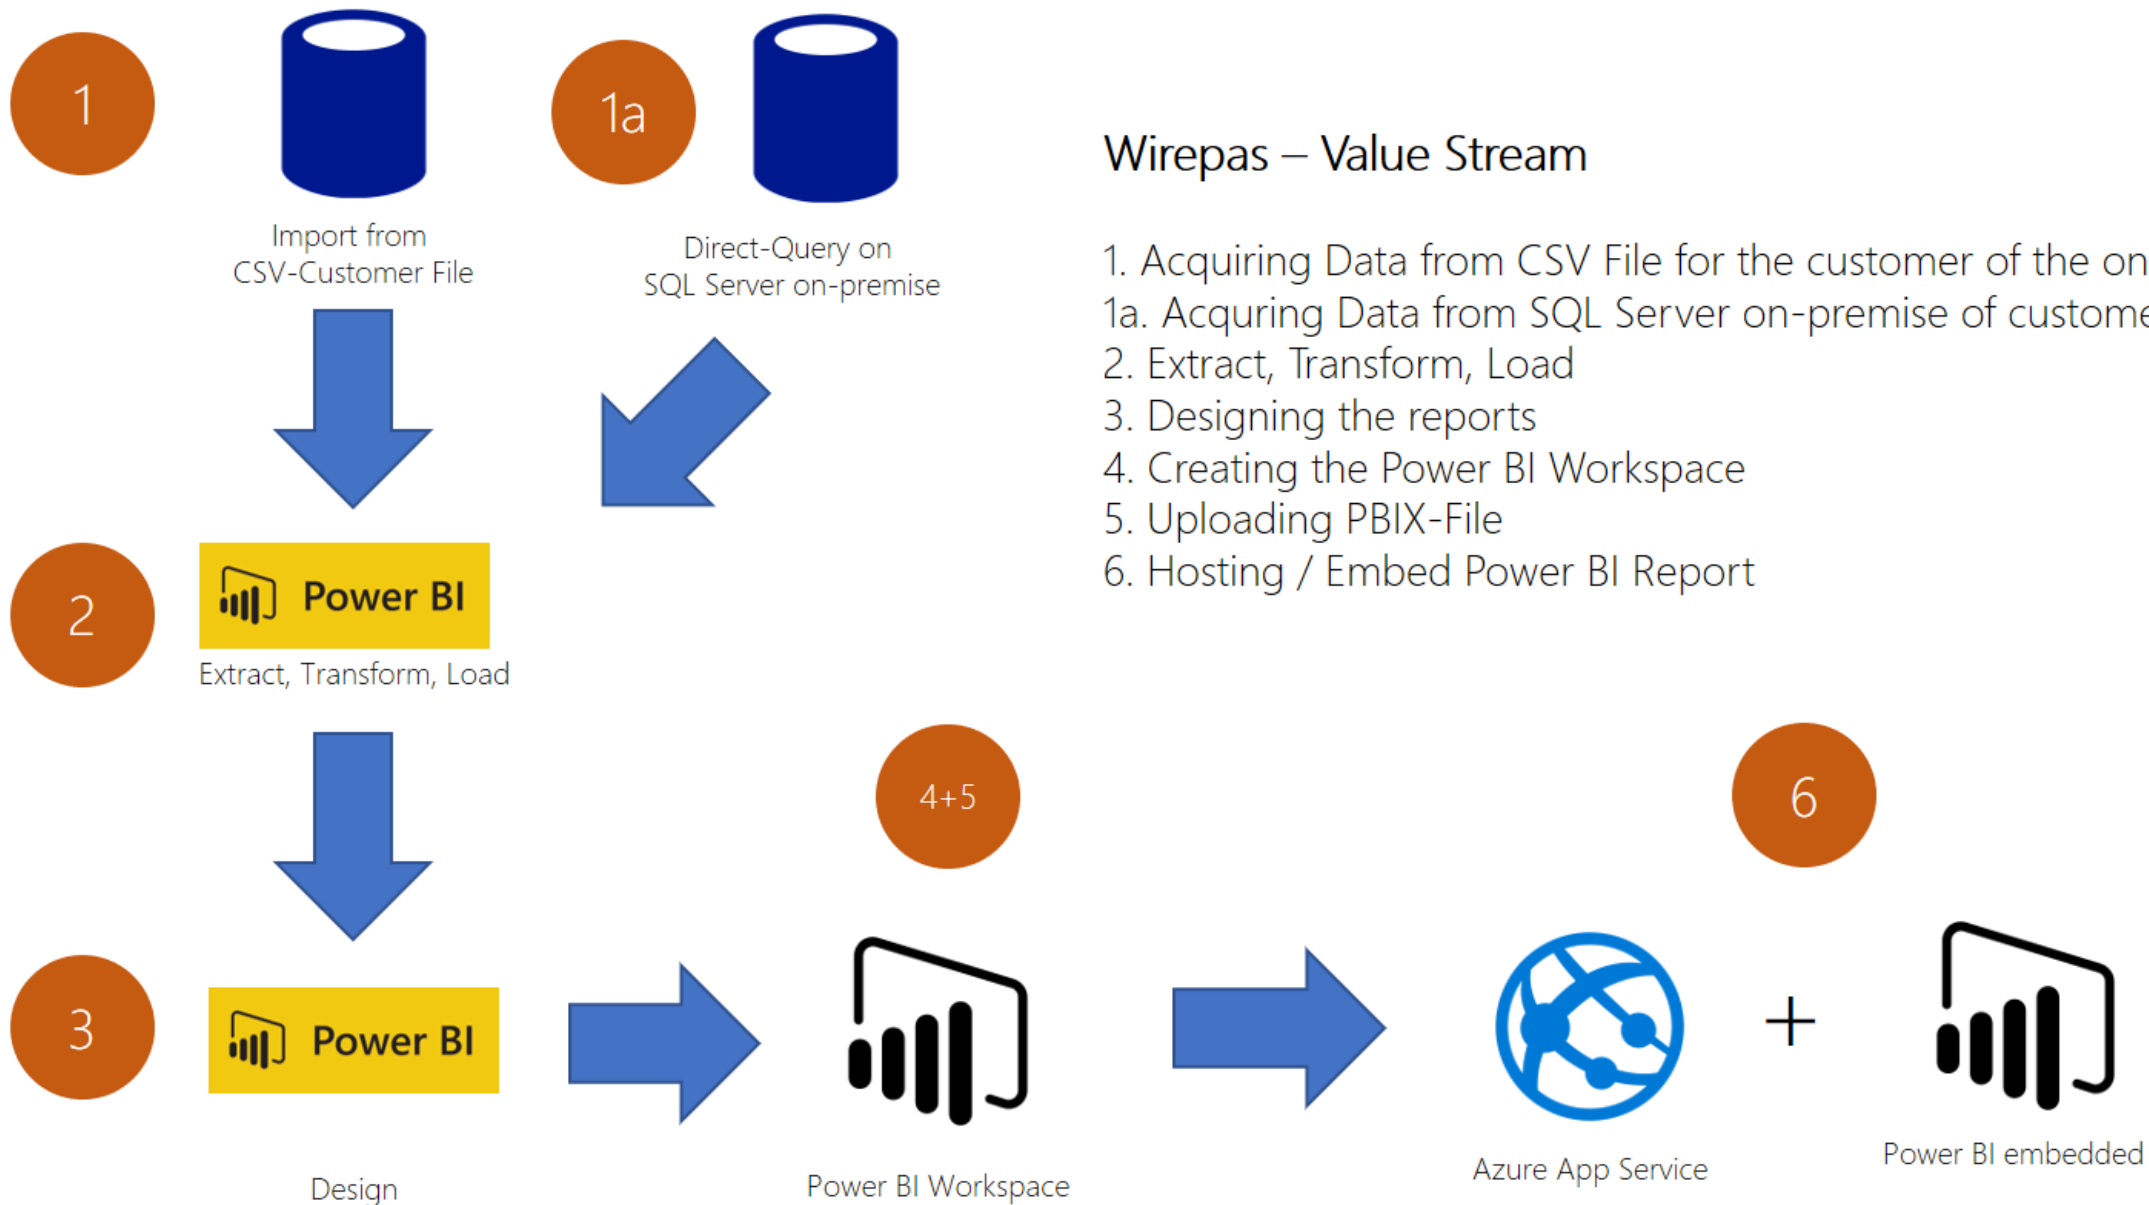 1
1a
Import from
CSV-Customer File
Direct-Query on
SQL Server on-premise
Wirepas – Value Stream
1. Acquiring Data from CSV File for the customer of the on
1a. Acquring Data from SQL Server on-premise of custome
2. Extract, Transform, Load
3. Designing the reports
4. Creating the Power BI Workspace
5. Uploading PBIX-File
6. Hosting / Embed Power BI Report
2
Power BI
Extract, Transform, Load
4+5
6
3
Power BI
Design
Power BI Workspace
Azure App Service
+
Power BI embedded